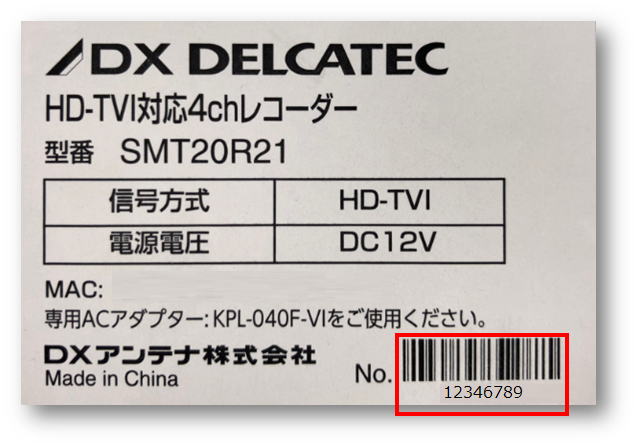 DX DELCATEC
HD-TVI対応4chレコーダー
型番 SMT20R21
信号方式 HD-TVI
電源電圧 DC12V
MAC:
専用ACアダプター:KPL-040F-VIをご使用ください。
DXアンテナ株式会社
Made in China
No.
12346789